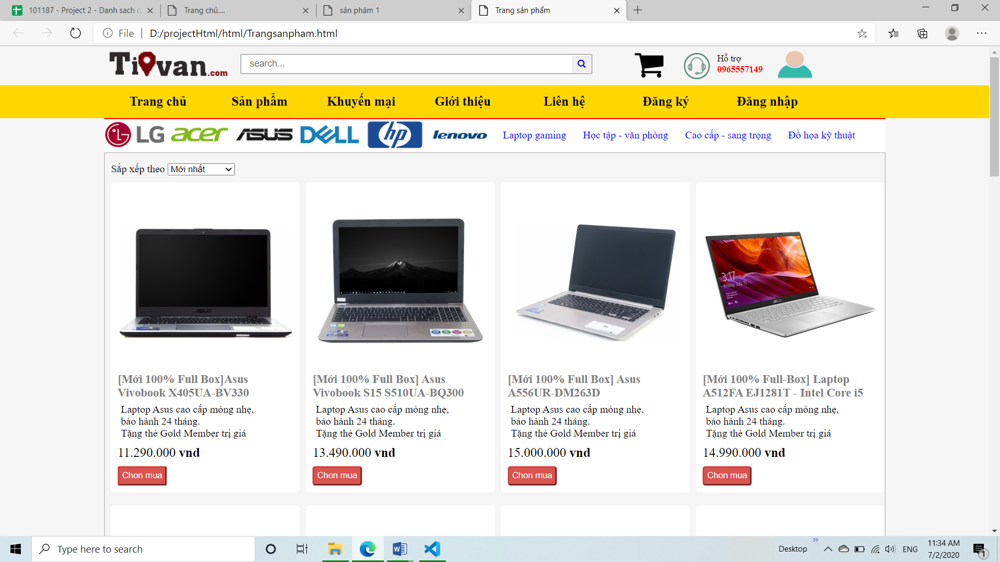 101187 - Project 2 - Danh sach d
Trang chủ....
sản phâm 1
Trang sản phẩm
File
D:/projectHtml/html/Trangsanpham.html
Tivan.com
search...
Hỗ trợ
0965557149
Trang chủ
Sản phẩm
Khuyến mại
Giới thiệu
Liên hệ
Đăng ký
Đăng nhập
LG
acer
ASUS
DELL
hp
lenovo
Laptop gaming
Học tập - văn phòng
Cao cấp - sang trọng
Đồ họa kỹ thuật
Sắp xếp theo
Mới nhất
3:17
Friday, July 15
[Mới 100% Full Box]Asus
Vivobook X405UA-BV330
Laptop Asus cao cấp mỏng nhẹ,
bảo hành 24 tháng.
Tặng thẻ Gold Member trị giá
11.290.000 vnd
Chon mua
[Mới 100% Full Box] Asus
Vivobook S15 S510UA-BQ300
Laptop Asus cao cấp mỏng nhẹ,
bảo hành 24 tháng.
Tặng thẻ Gold Member trị giá
13.490.000 vnd
Chon mua
[Mới 100% Full Box] Asus
A556UR-DM263D
Laptop Asus cao cấp mỏng nhẹ,
bảo hành 24 tháng.
Tặng thẻ Gold Member trị giá
15.000.000 vnd
Chon mua
[Mới 100% Full-Box] Laptop
A512FA EJ1281T - Intel Core i5
Laptop Asus cao cấp mỏng nhẹ,
bảo hành 24 tháng.
Tặng thẻ Gold Member trị giá
14.990.000 vnd
Chon mua
Type here to search
Desktop
ENG
11:34 AM
7/2/2020
1